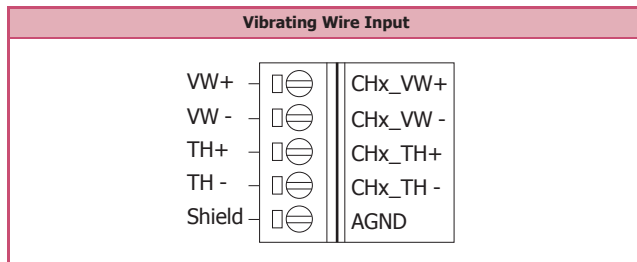 Vibrating Wire Input
VW+ CHx_VW+
VW - CHx_VW -
TH+ CHx_TH+
TH - CHx_TH -
Shield AGND